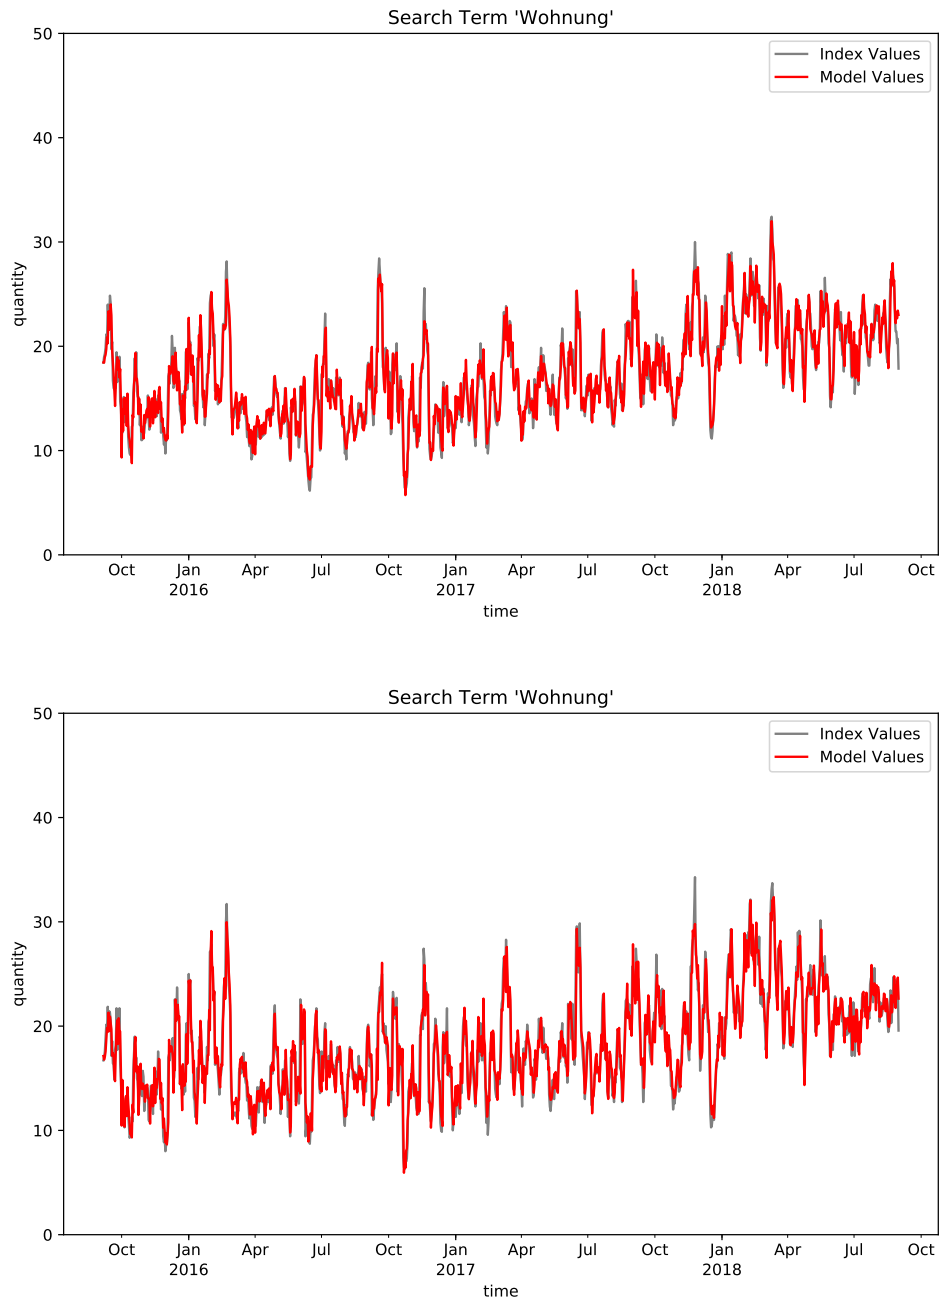 Search Term 'Wohnung'
50
Index Values
Model Values
40
30
quantity
20
10
0
Oct Jan Apr Jul Oct Jan Apr Jul Oct Jan Apr Jul Oct
2016 2017 2018
time
Search Term 'Wohnung'
50
Index Values
Model Values
40
30
quantity
20
10
0
Oct Jan Apr Jul Oct Jan Apr Jul Oct Jan Apr Jul Oct
2016 2017 2018
time